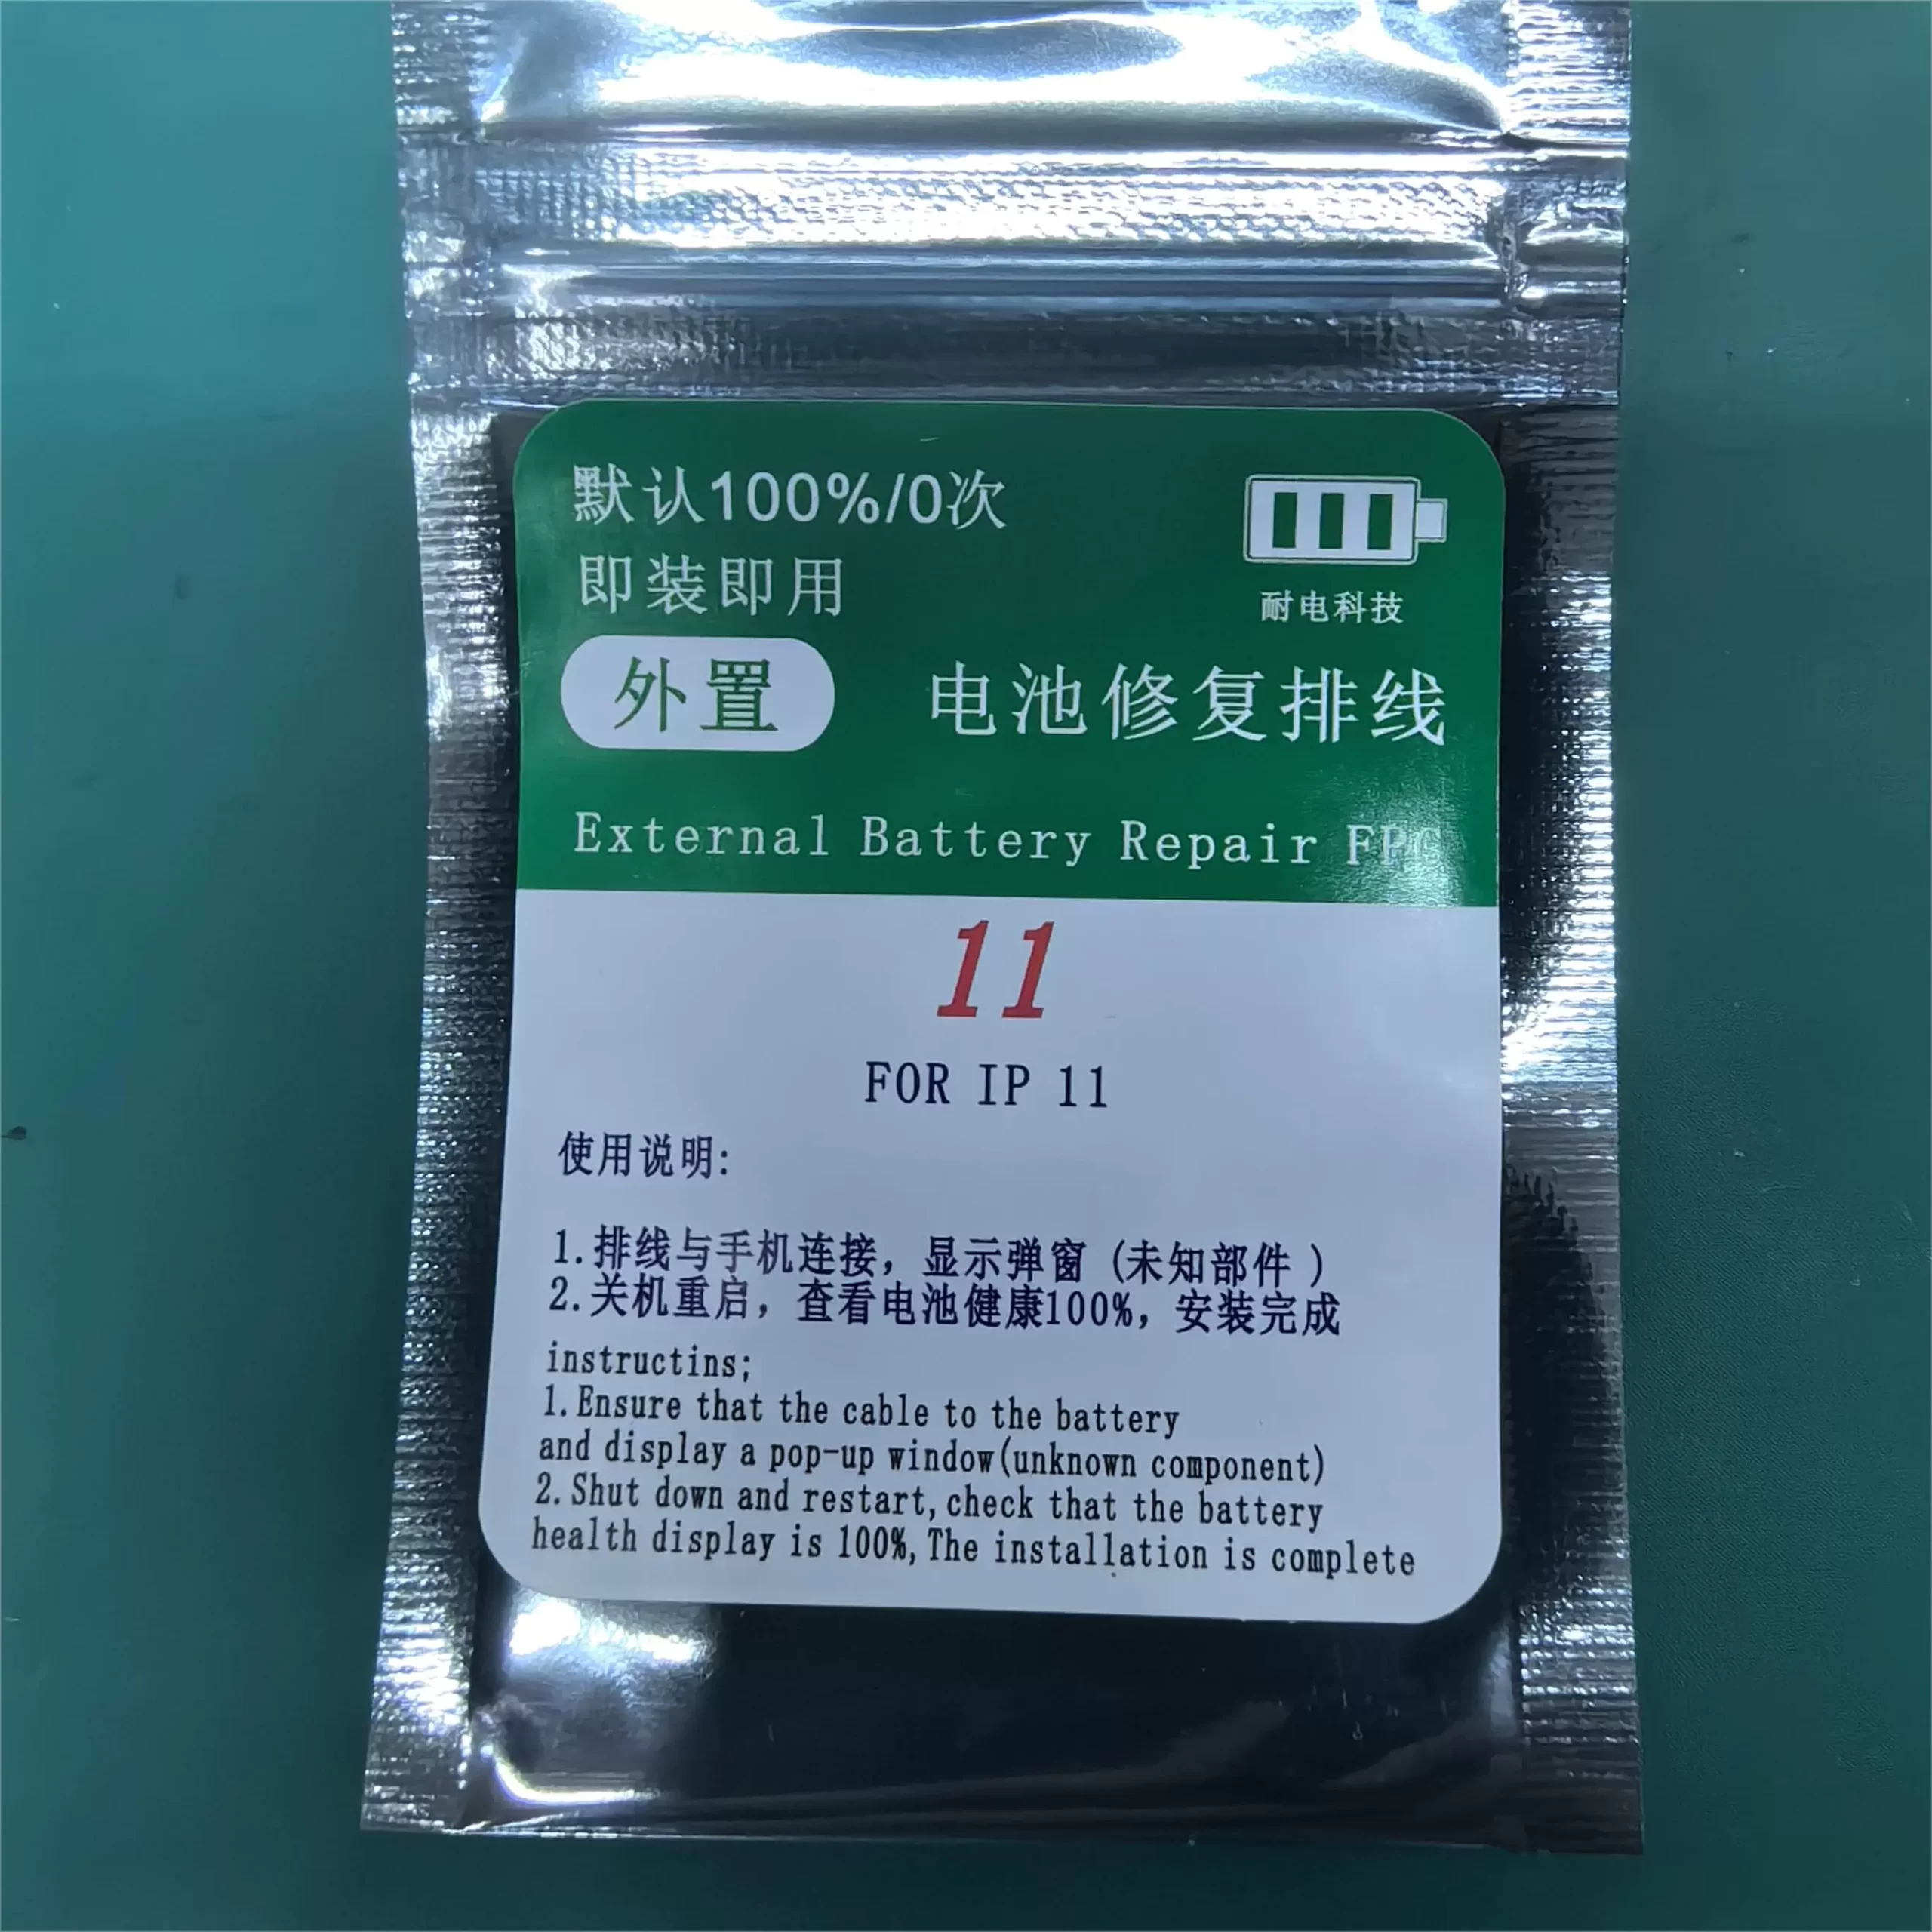 默认100%/0次
即装即用
耐电科技
外置 电池修复排线
External Battery Repair FPC
11
FOR IP 11
使用说明:
1.排线与手机连接，显示弹窗 (未知部件 )
2.关机重启，查看电池健康100%，安装完成
instructins;
1.Ensure that the cable to the battery
and display a pop-up window(unknown component)
2.Shut down and restart,check that the battery
health display is 100%,The installation is complete